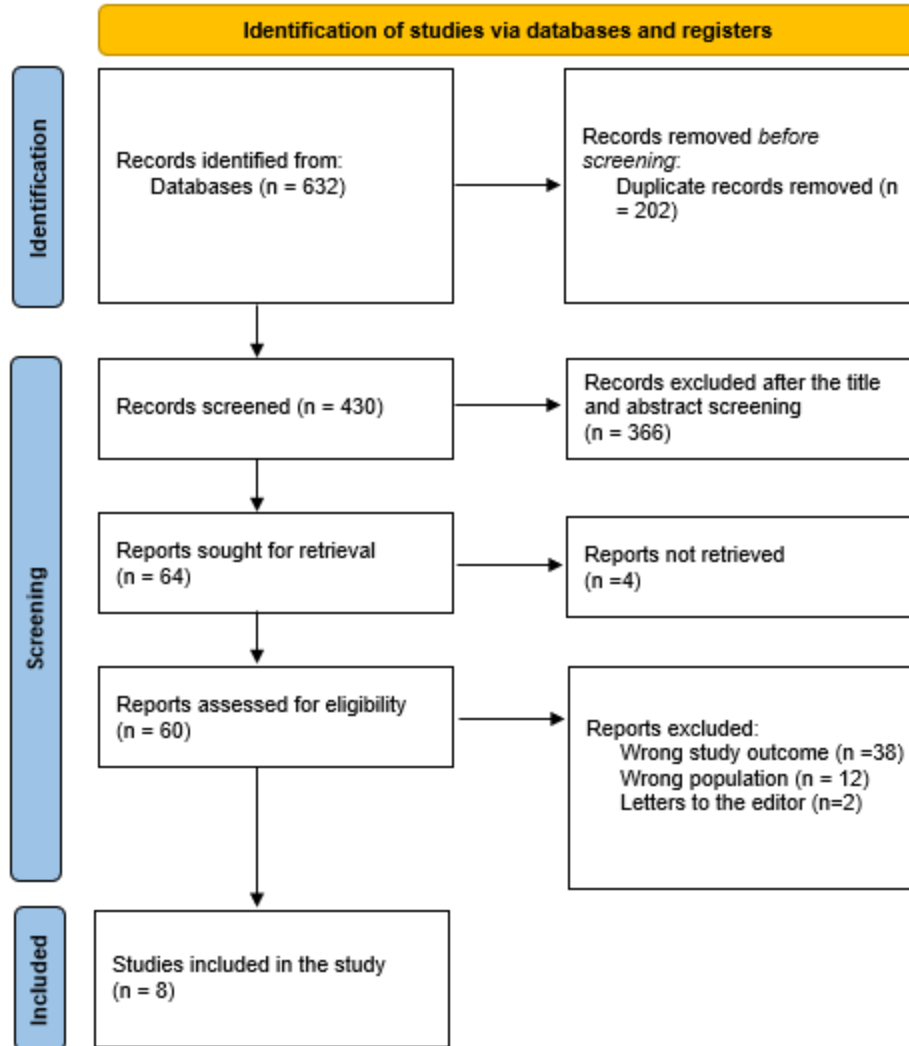 Identification of studies via databases and registers
Identification
Records identified from:
Databases (n = 632)
Records removed before
screening:
Duplicate records removed (n
= 202)
Screening
Records screened (n = 430)
Records excluded after the title
and abstract screening
(n = 366)
Reports sought for retrieval
(n = 64)
Reports not retrieved
(n =4)
Reports assessed for eligibility
(n = 60)
Reports excluded:
Wrong study outcome (n =38)
Wrong population (n = 12)
Letters to the editor (n=2)
Included
Studies included in the study
(n = 8)